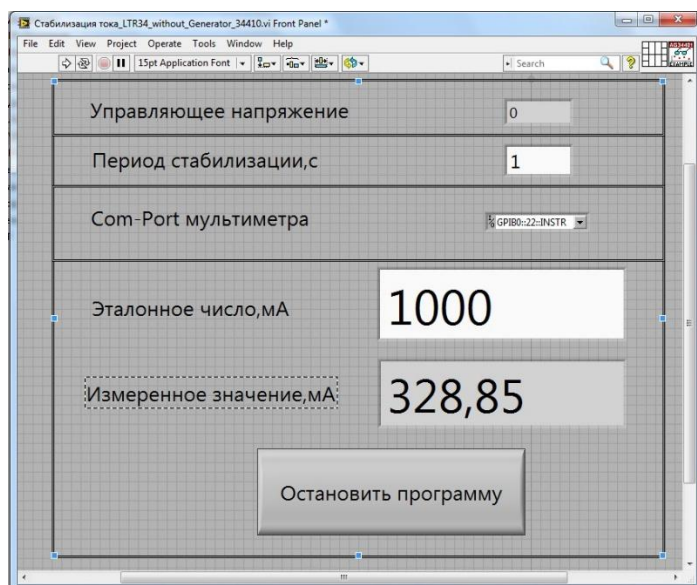 Стабилизация тока_LTR34_without_Generator_34410.vi Front Panel *
File Edit View Project Operate Tools Window Help
15pt Application Font Search
Управляющее напряжение 0
Период стабилизации,с 1
Com-Port мультиметра GPIB0::22::INSTR
Эталонное число,мА 1000
Измеренное значение,мА 328,85
Остановить программу